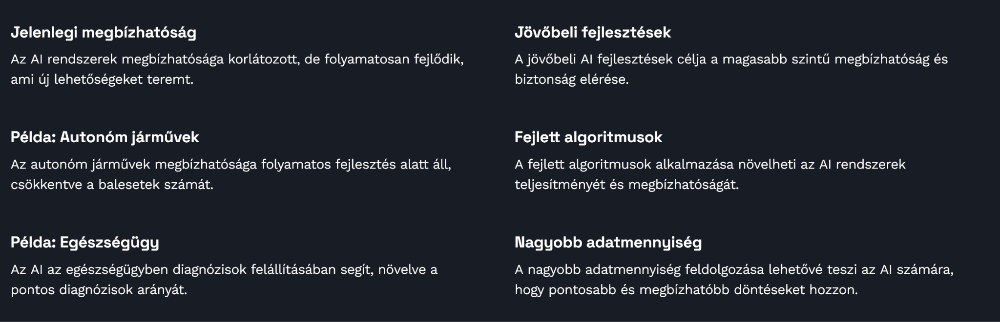 Jelenlegi megbízhatóság
Az AI rendszerek megbízhatósága korlátozott, de folyamatosan fejlődik,
ami új lehetőségeket teremt.
Példa: Autonóm járművek
Az autonóm járművek megbízhatósága folyamatos fejlesztés alatt áll,
csökkentve a balesetek számát.
Példa: Egészségügy
Az AI az egészségügyben diagnózisok felállításában segít, növelve a
pontos diagnózisok arányát.
Jövőbeli fejlesztések
A jövőbeli AI fejlesztések célja a magasabb szintű megbízhatóság és
biztonság elérése.
Fejlett algoritmusok
A fejlett algoritmusok alkalmazása növelheti az AI rendszerek
teljesítményét és megbízhatóságát.
Nagyobb adatmennyiség
A nagyobb adatmennyiség feldolgozása lehetővé teszi az AI számára,
hogy pontosabb és megbízhatóbb döntéseket hozzon.